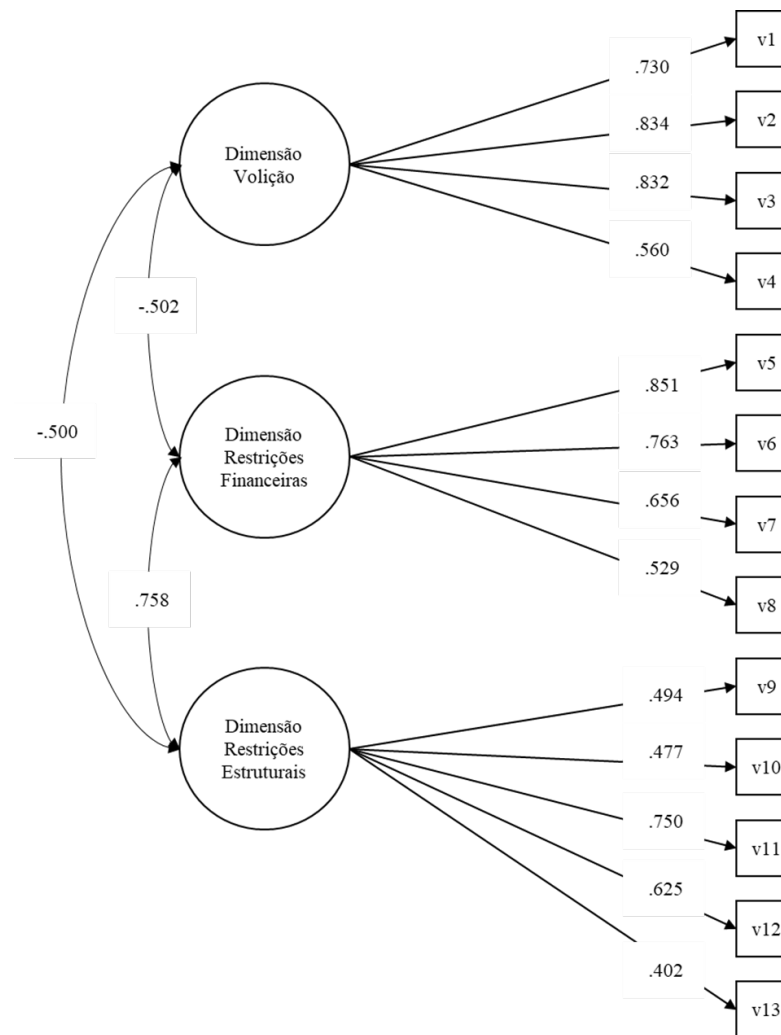 v1
.730
Dimensão
Volição
.834
v2
.832
v3
.560
v4
-.502
.851
v5
-.500
Dimensão
Restrições
Financeiras
.763
v6
.656
v7
.529
v8
.758
.494
v9
Dimensão
Restrições
Estruturais
.477
v10
.750
v11
.625
v12
.402
v13